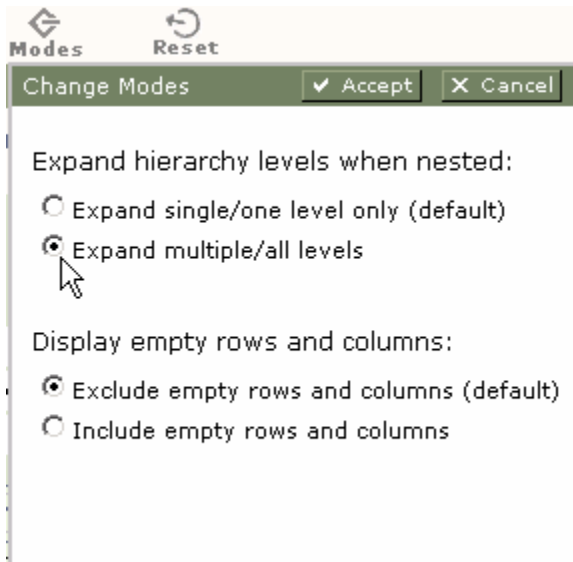 Modes Reset
Change Modes ✔ Accept X Cancel
Expand hierarchy levels when nested:
Expand single/one level only (default)
Expand multiple/all levels
Display empty rows and columns:
Exclude empty rows and columns (default)
Include empty rows and columns